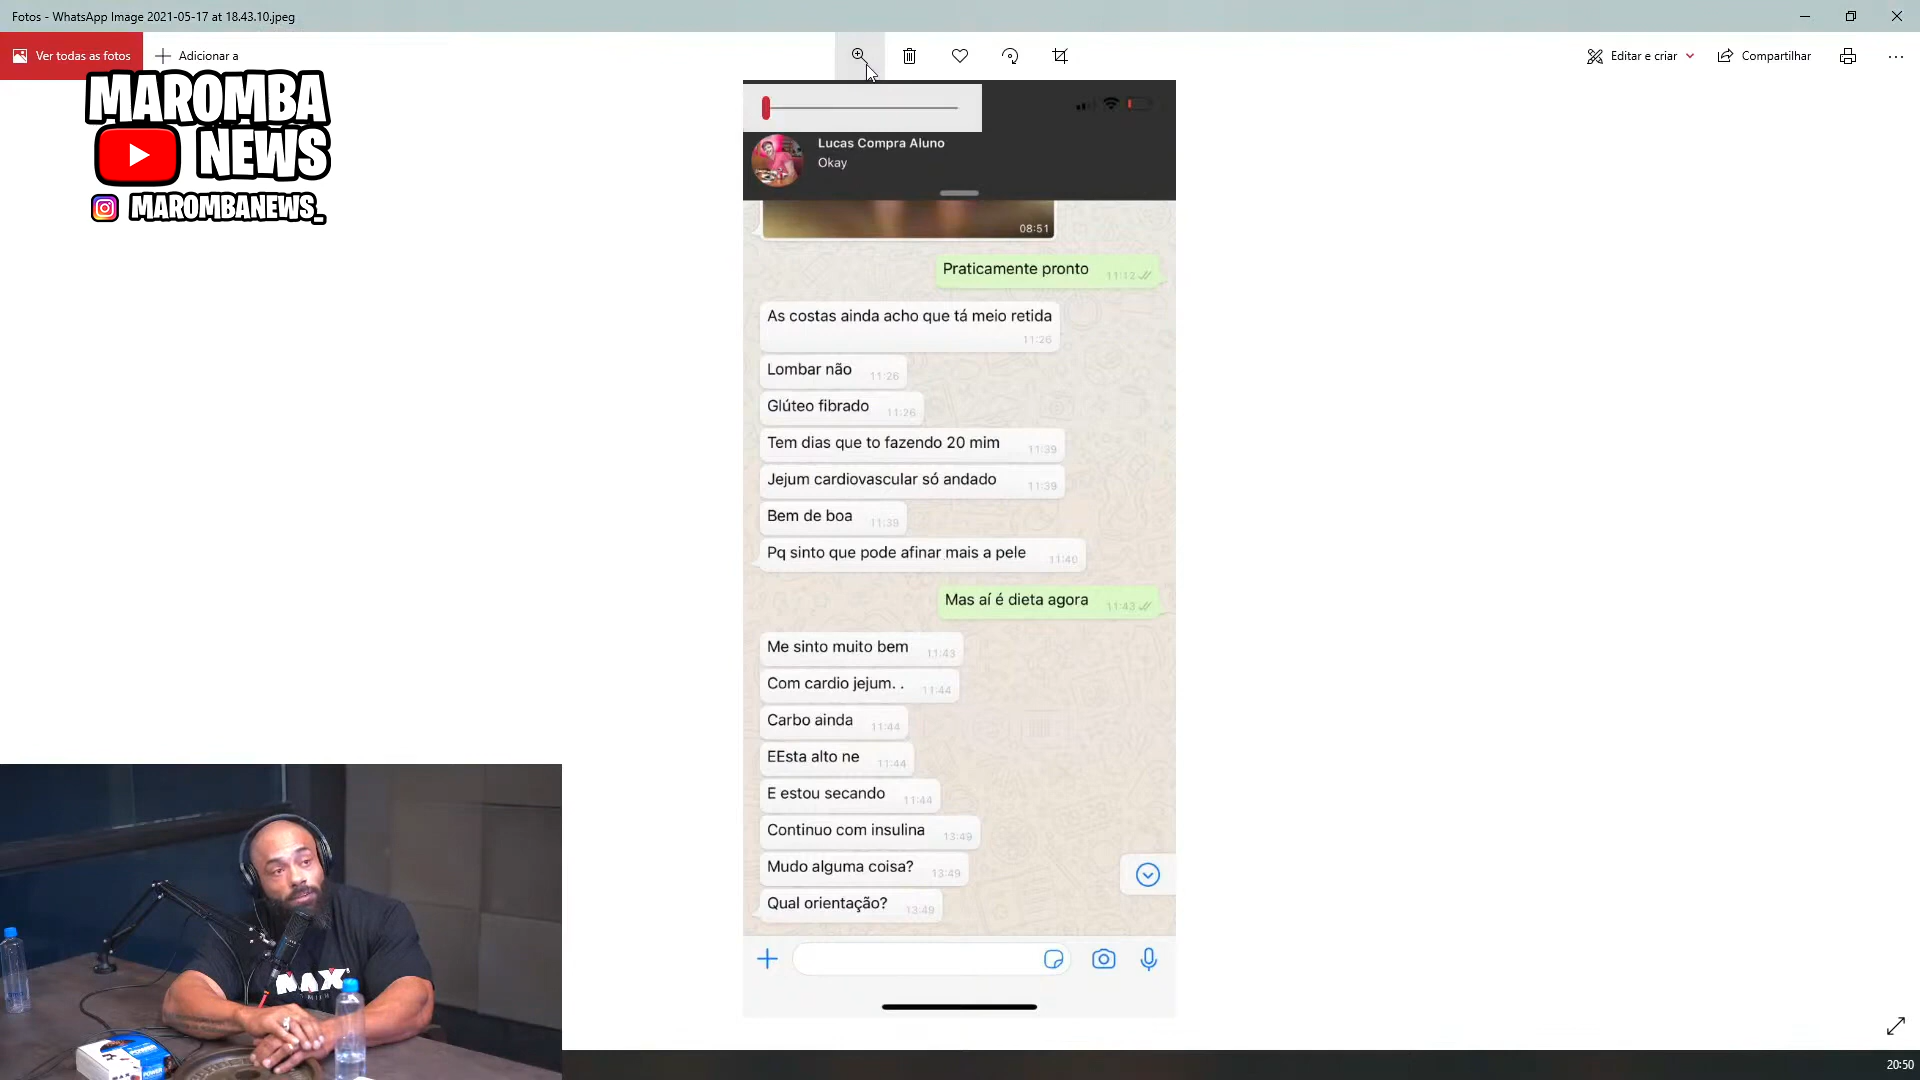 Fotos - WhatsApp Image 2021-05-17 at 18.43.10.jpeg
Ver todas as fotos
Adicionar a
Editar e criar
Compartilhar
MAROMBA
NEWS
MAROMBANEWS_
Lucas Compra Aluno
Okay
08:51
Praticamente pronto 11:12
As costas ainda acho que tá meio retida
11:26
Lombar não 11:26
Glúteo fibrado 11:26
Tem dias que to fazendo 20 mim 11:39
Jejum cardiovascular só andado 11:39
Bem de boa 11:39
Pq sinto que pode afinar mais a pele 11:40
Mas aí é dieta agora 11:43
Me sinto muito bem 11:43
Com cardio jejum. . 11:44
Carbo ainda 11:44
EEsta alto ne 11:44
E estou secando 11:44
Continuo com insulina 13:49
Mudo alguma coisa? 13:49
Qual orientação? 13:49
MAX
POWER
20:50